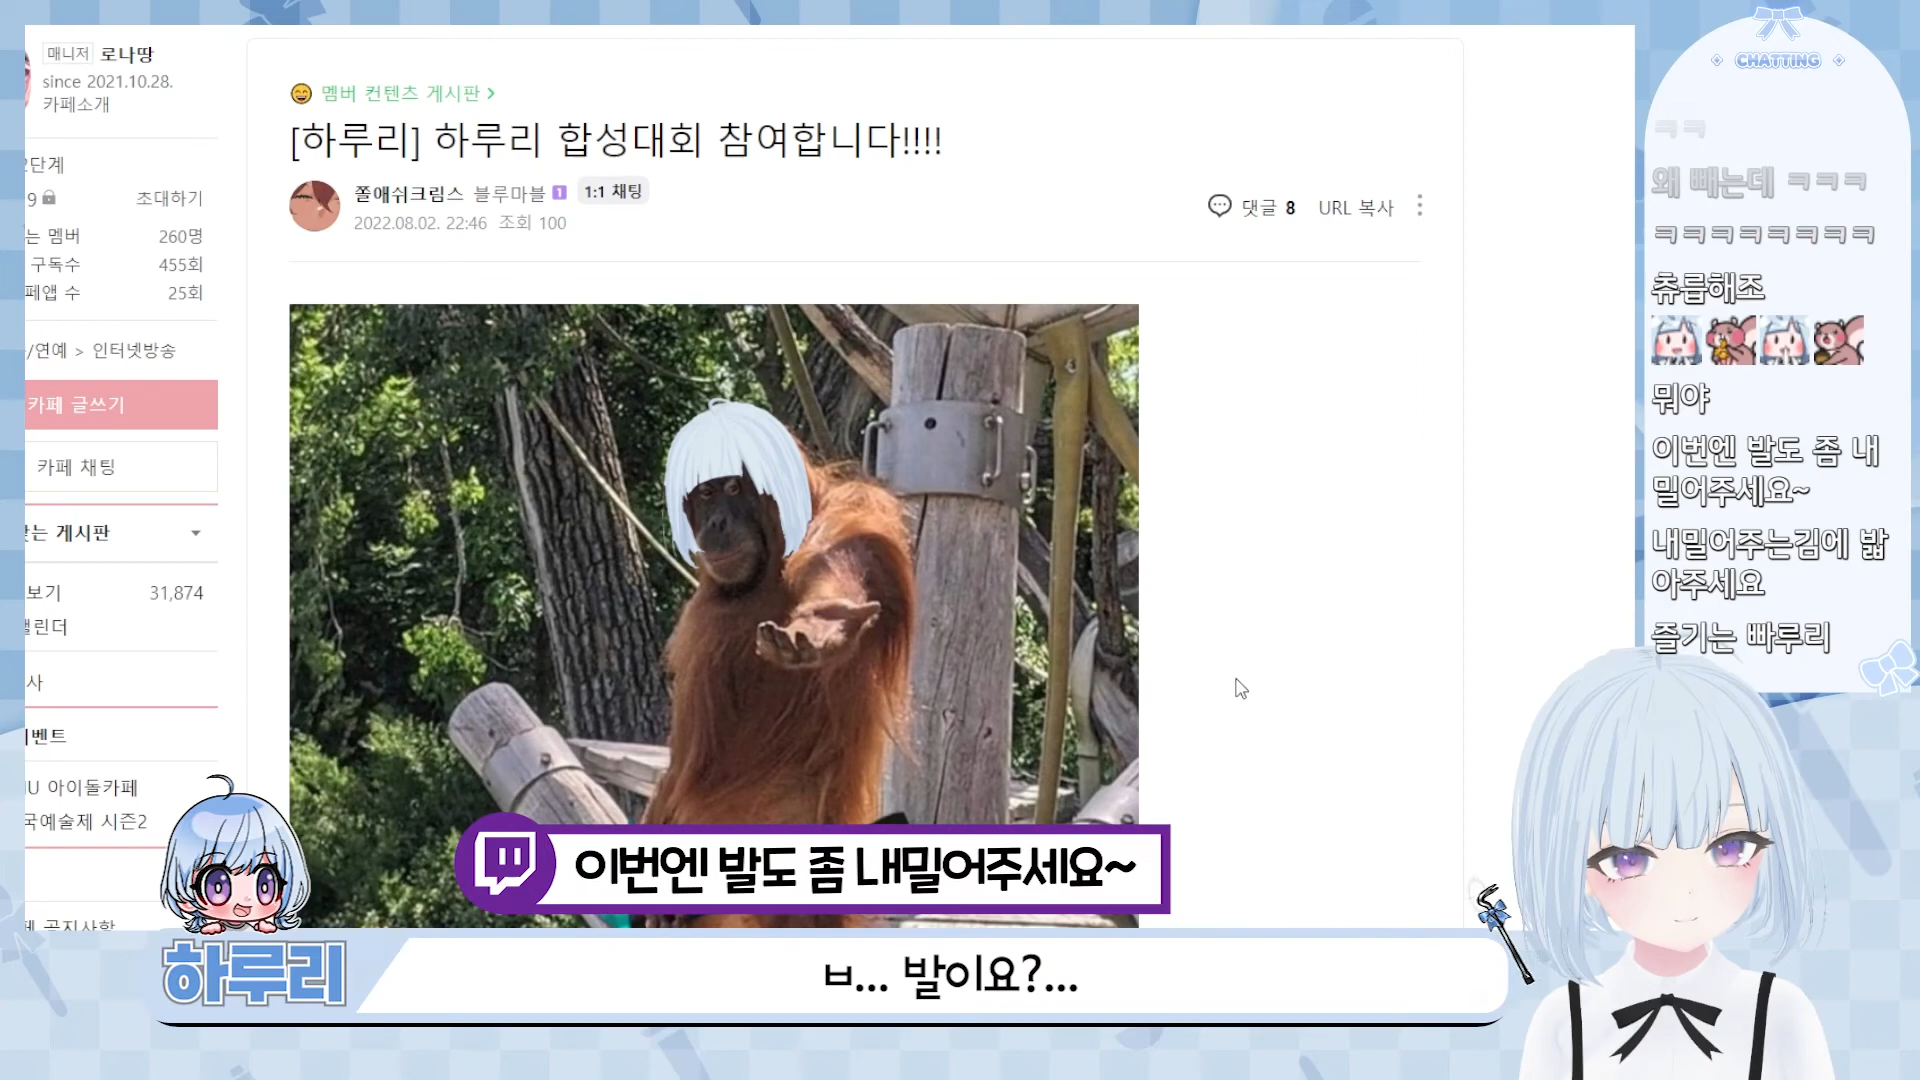 매니저 로나땅
since 2021.10.28.
카페소개
2단계
9 초대하기
는 멤버 260명
구독수 455회
페앱 수 25회
/연예 > 인터넷방송
카페 글쓰기
카페 채팅
는 게시판
보기 31,874
캘린더
사
이벤트
U 아이돌카페
국예술제 시즌2
공지사항
멤버 컨텐츠 게시판 >
[하루리] 하루리 합성대회 참여합니다!!!!
쫄애쉬크림스 블루마블 1 1:1 채팅
2022.08.02. 22:46 조회 100
댓글 8 URL 복사
CHATTING
ㅋㅋ
왜 빼는데 ㅋㅋㅋ
ㅋㅋㅋㅋㅋㅋㅋㅋ
츄릅해조
뭐야
이번엔 발도 좀 내
밀어주세요~
내밀어주는김에 밟
아주세요
즐기는 빠루리
이번엔 발도 좀 내밀어주세요~
하루리
ㅂ... 발이요?...